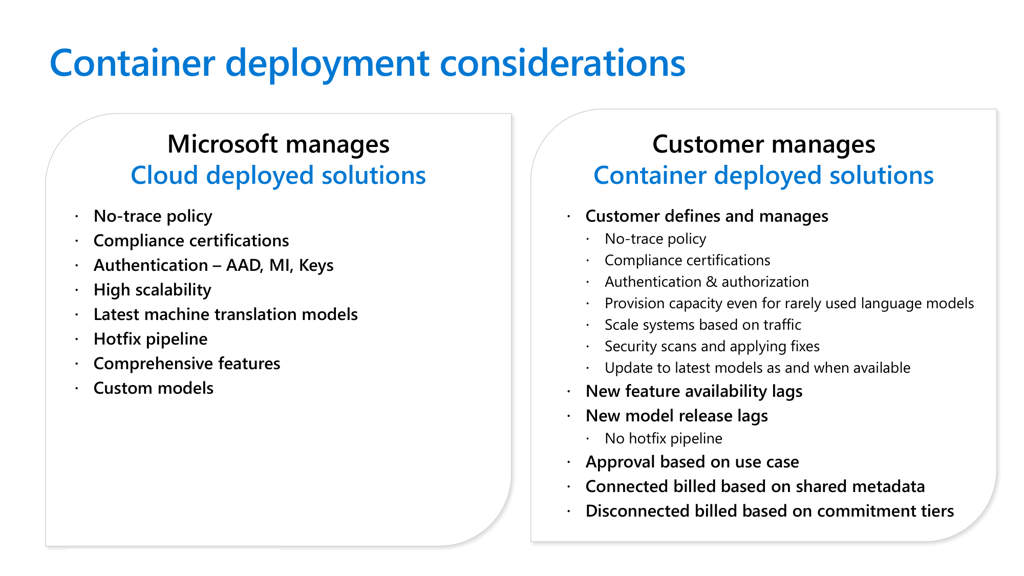 Container deployment considerations
Microsoft manages
Cloud deployed solutions
· No-trace policy
· Compliance certifications
· Authentication – AAD, MI, Keys
· High scalability
· Latest machine translation models
· Hotfix pipeline
· Comprehensive features
· Custom models
Customer manages
Container deployed solutions
· Customer defines and manages
· No-trace policy
· Compliance certifications
· Authentication & authorization
· Provision capacity even for rarely used language models
· Scale systems based on traffic
· Security scans and applying fixes
· Update to latest models as and when available
· New feature availability lags
· New model release lags
· No hotfix pipeline
· Approval based on use case
· Connected billed based on shared metadata
· Disconnected billed based on commitment tiers